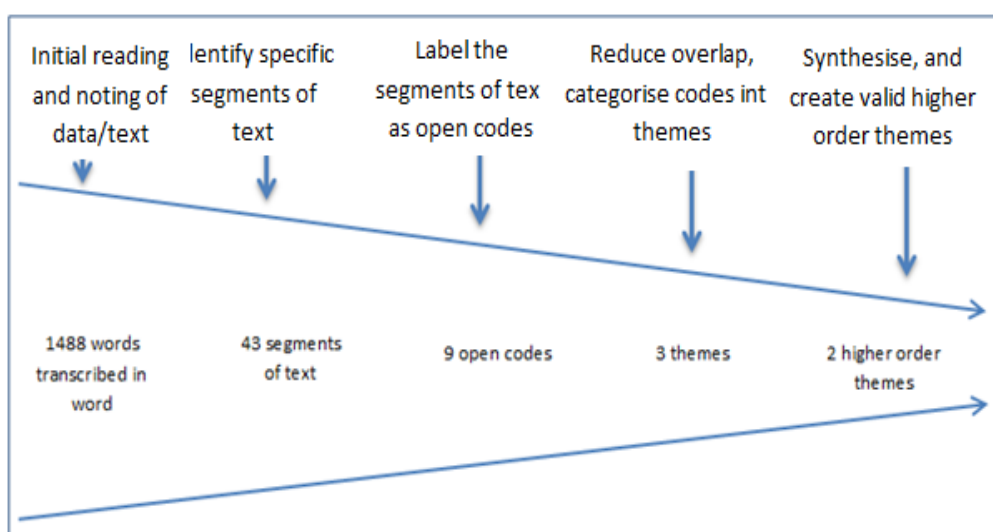 Initial reading
and noting of
data/text
lentify specific
segments of
text
Label the
segments of tex
as open codes
Reduce overlap,
categorise codes int
themes
Synthesise, and
create valid higher
order themes
1488 words
transcribed in
word
43 segments
of text
9 open codes
3 themes
2 higher order
themes